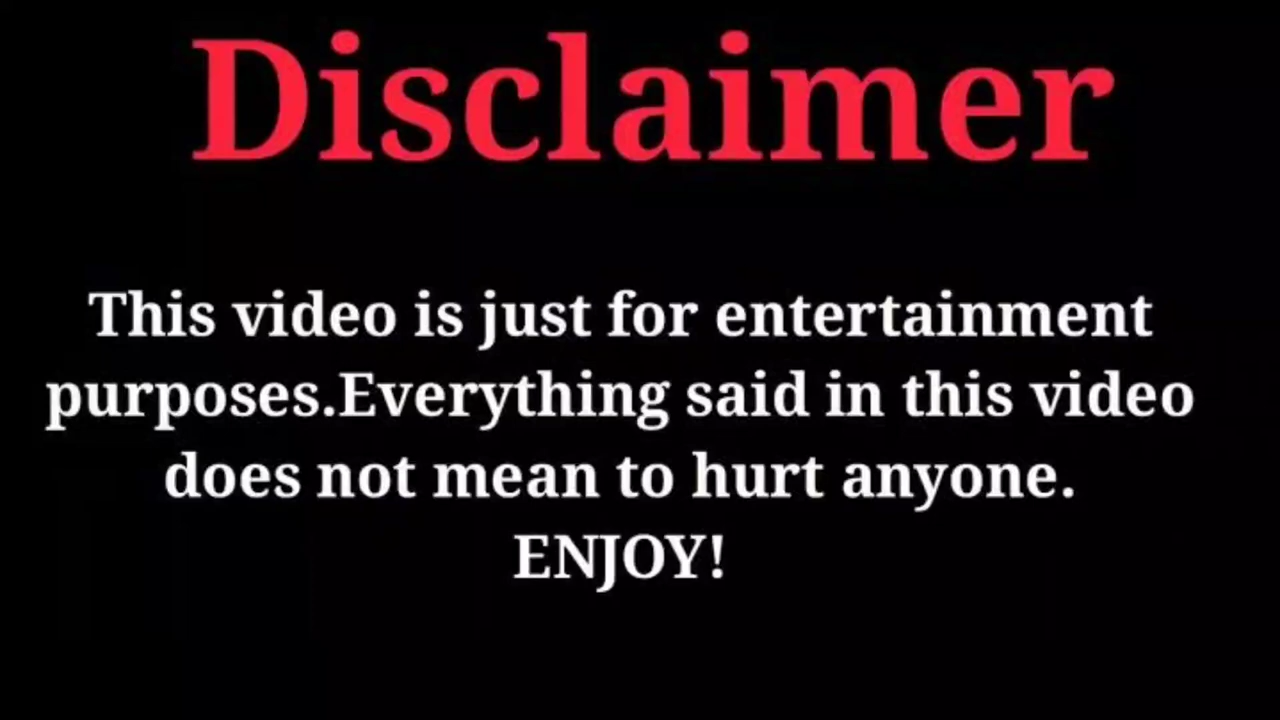 Disclaimer
This video is just for entertainment
purposes.Everything said in this video
does not mean to hurt anyone.
ENJOY!